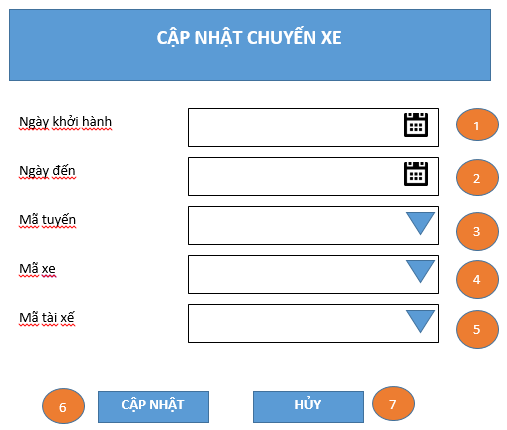 CẬP NHẬT CHUYẾN XE
Ngày khởi hành
1
Ngày đến
2
Mã tuyến
3
Mã xe
4
Mã tài xế
5
6
CẬP NHẬT
HỦY
7